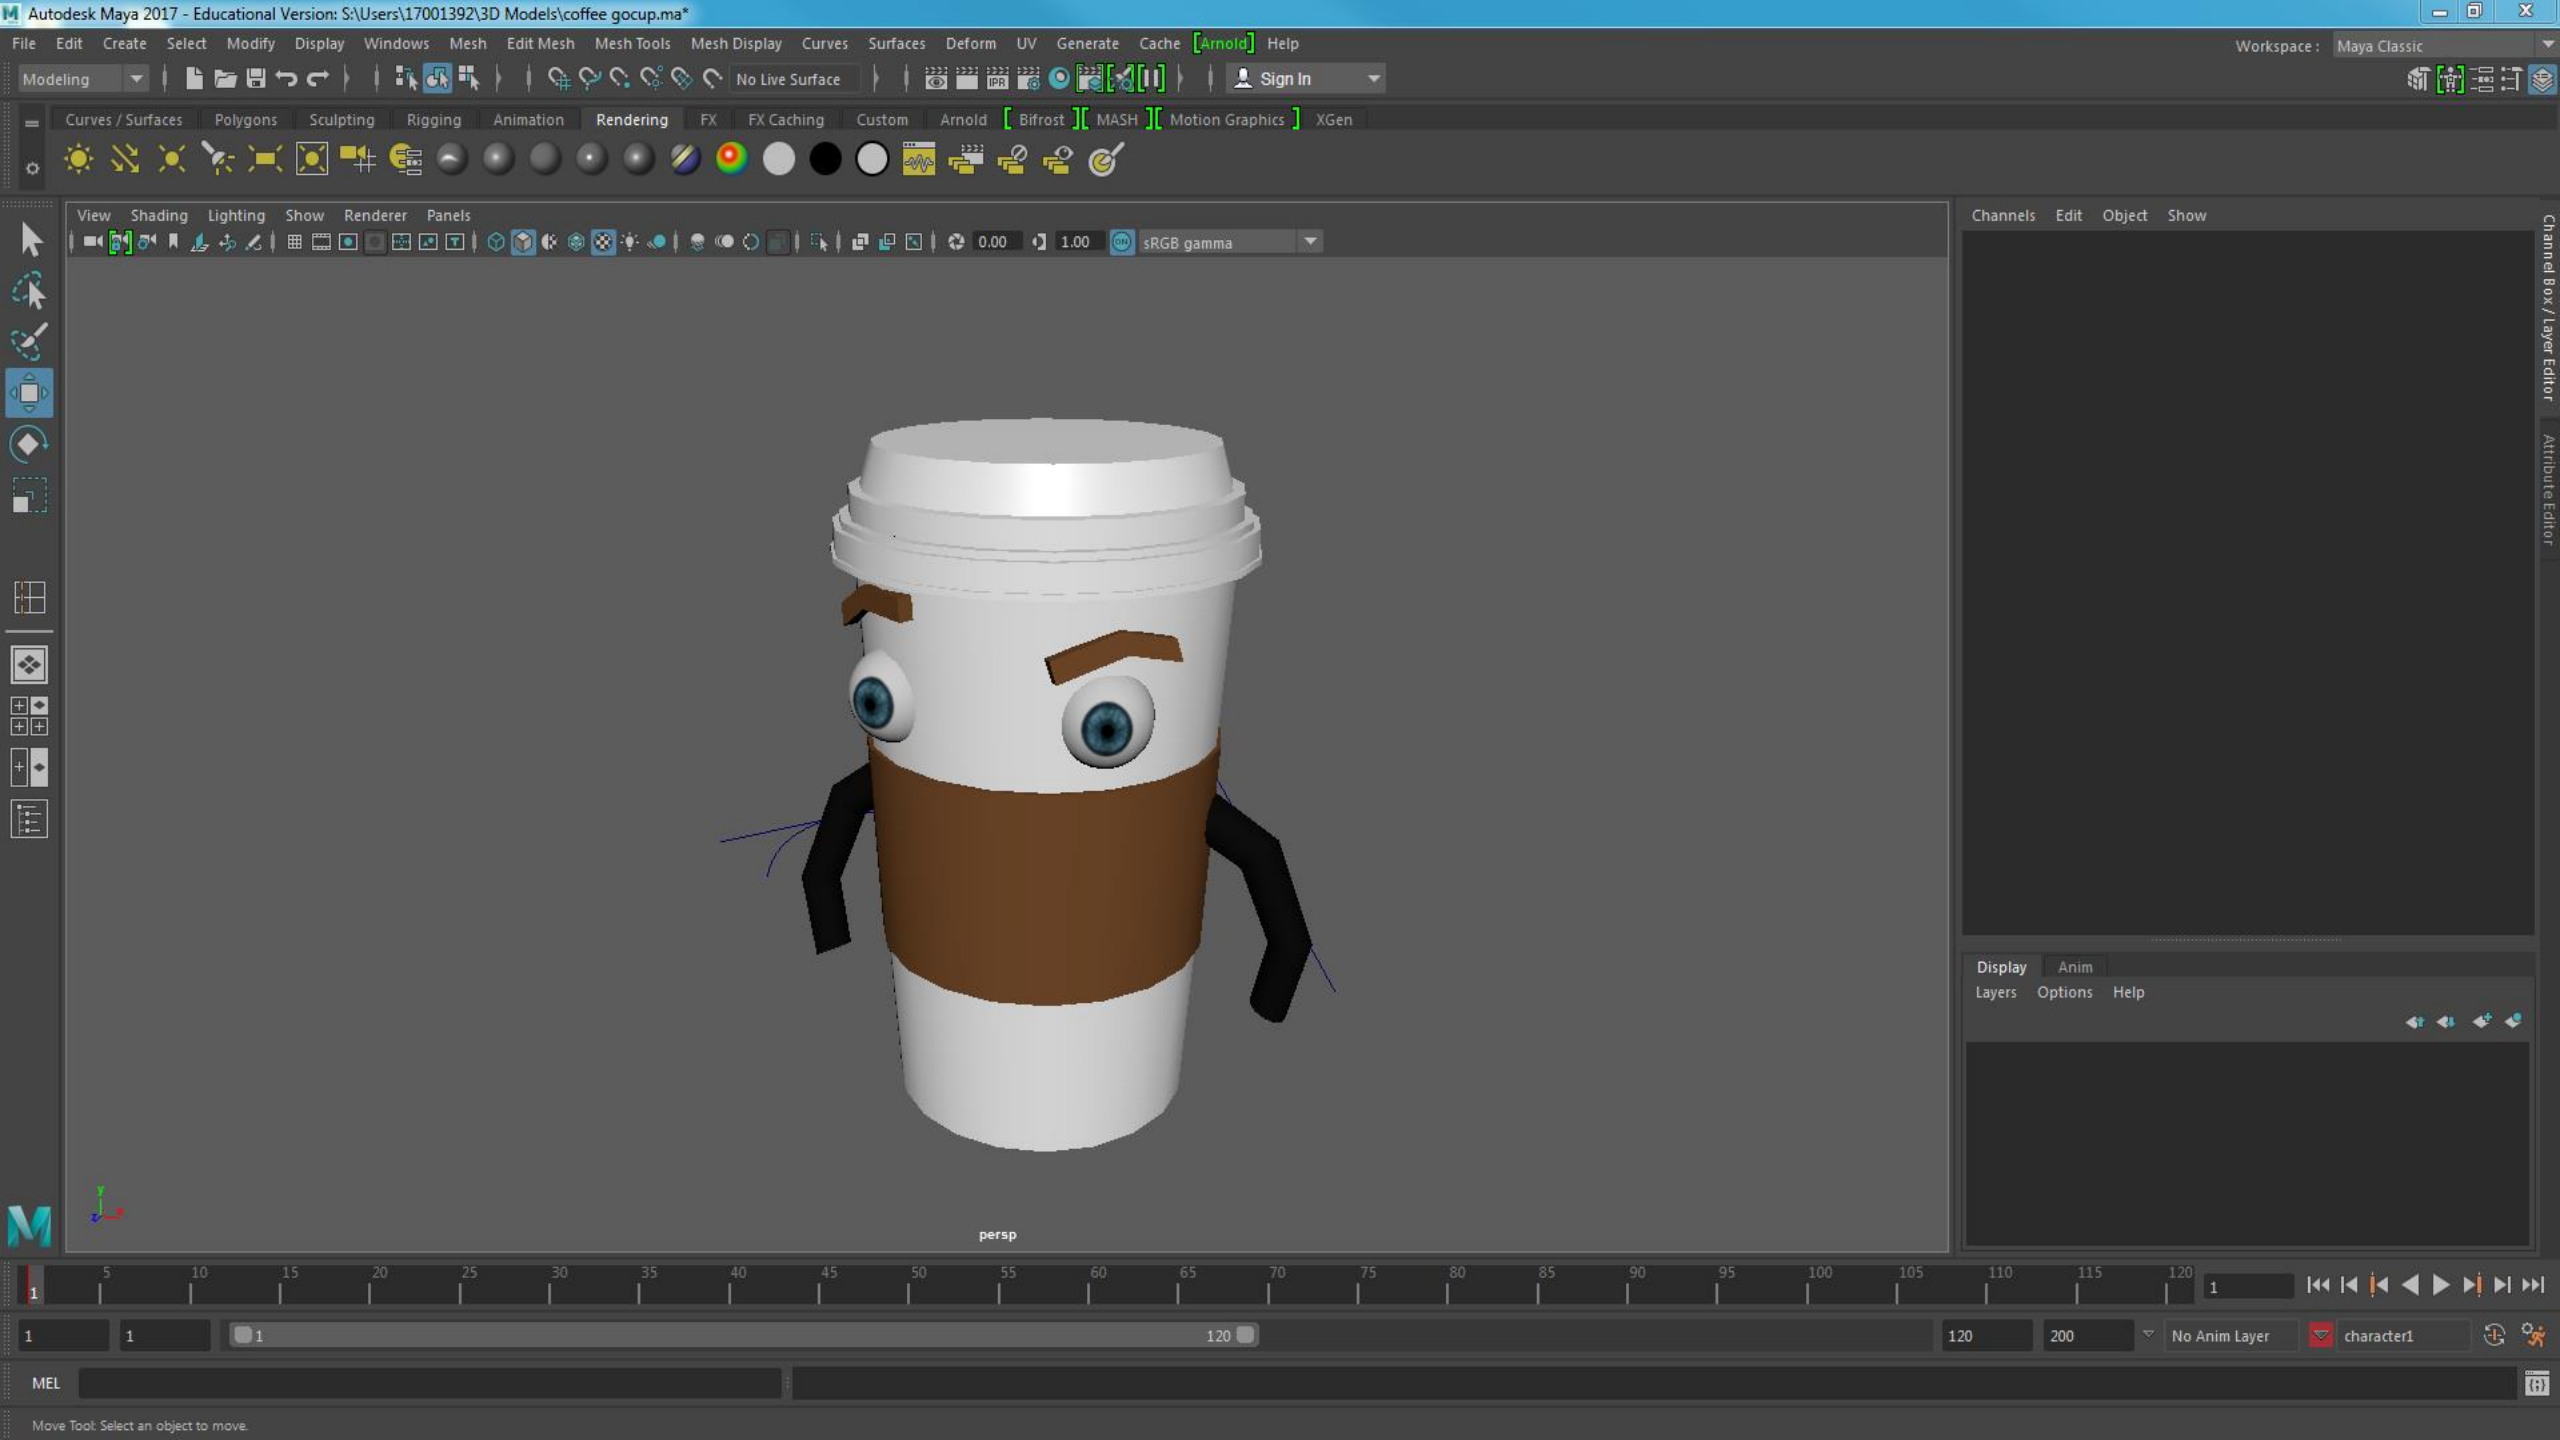 Autodesk Maya 2017 - Educational Version: S:\Users\17001392\3D Models\coffee gocup.ma*
File Edit Create Select Modify Display Windows Mesh Edit Mesh Mesh Tools Mesh Display Curves Surfaces Deform UV Generate Cache [Arnold] Help
Workspace : Maya Classic
Modeling No Live Surface IPR Sign In
Curves / Surfaces Polygons Sculpting Rigging Animation Rendering FX FX Caching Custom Arnold [ Bifrost ][ MASH ][ Motion Graphics ] XGen
View Shading Lighting Show Renderer Panels
0.00 1.00 ON sRGB gamma
Channels Edit Object Show
Channel Box / Layer Editor
Attribute Editor
Display Anim
Layers Options Help
y
z x
persp
5 10 15 20 25 30 35 40 45 50 55 60 65 70 75 80 85 90 95 100 105 110 115 120
1 1
1 1 1 120 120 200 No Anim Layer character1
MEL
Move Tool: Select an object to move.